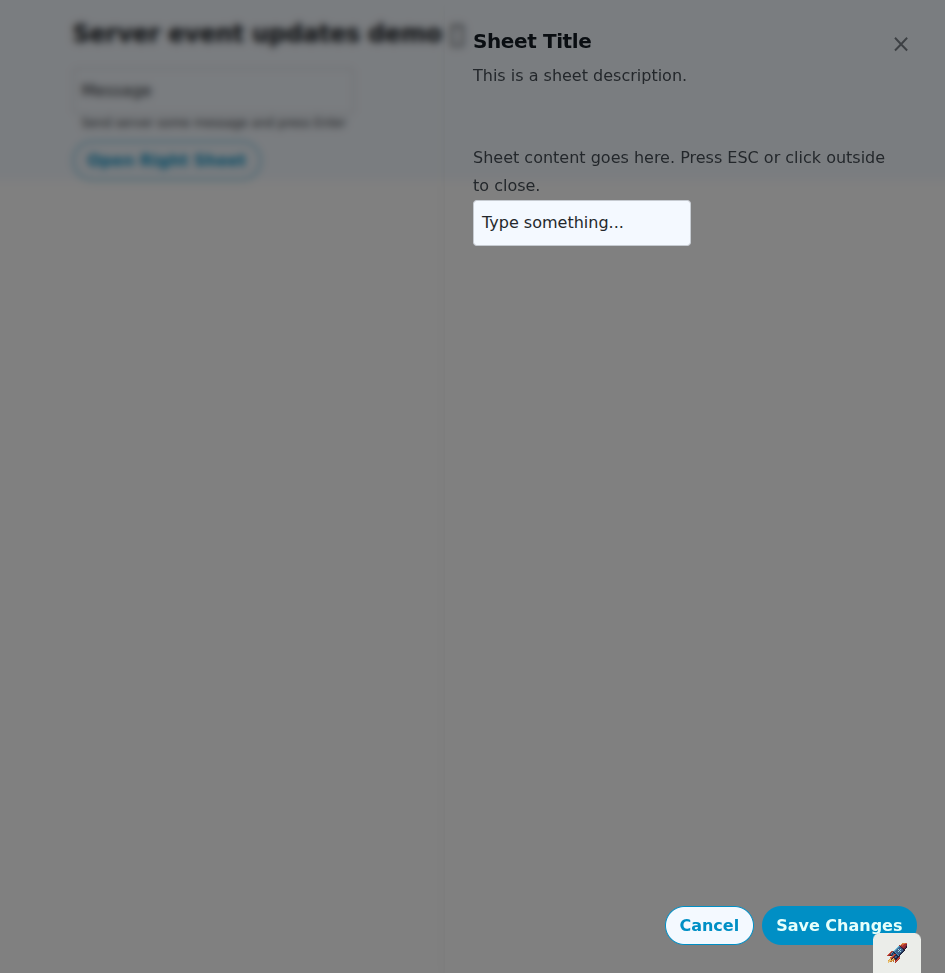 Server event updates demo
Message
Send server some message and press Enter
Open Right Sheet
Sheet Title
This is a sheet description.
Sheet content goes here. Press ESC or click outside
to close.
Type something...
Cancel
Save Changes